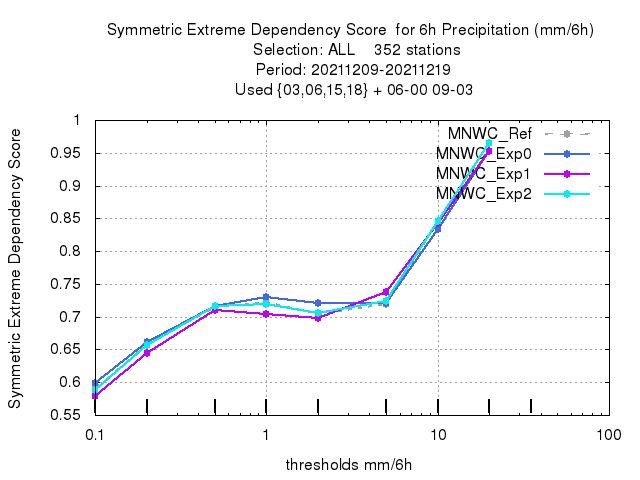 Symmetric Extreme Dependency Score  for 6h Precipitation (mm/6h)
Selection: ALL    352 stations
Period: 20211209-20211219
Used {03,06,15,18} + 06-00 09-03
Symmetric Extreme Dependency Score
1
0.95
0.9
0.85
0.8
0.75
0.7
0.65
0.6
0.55
MNWC_Ref
MNWC_Exp0
MNWC_Exp1
MNWC_Exp2
0.1 1 10 100
thresholds mm/6h